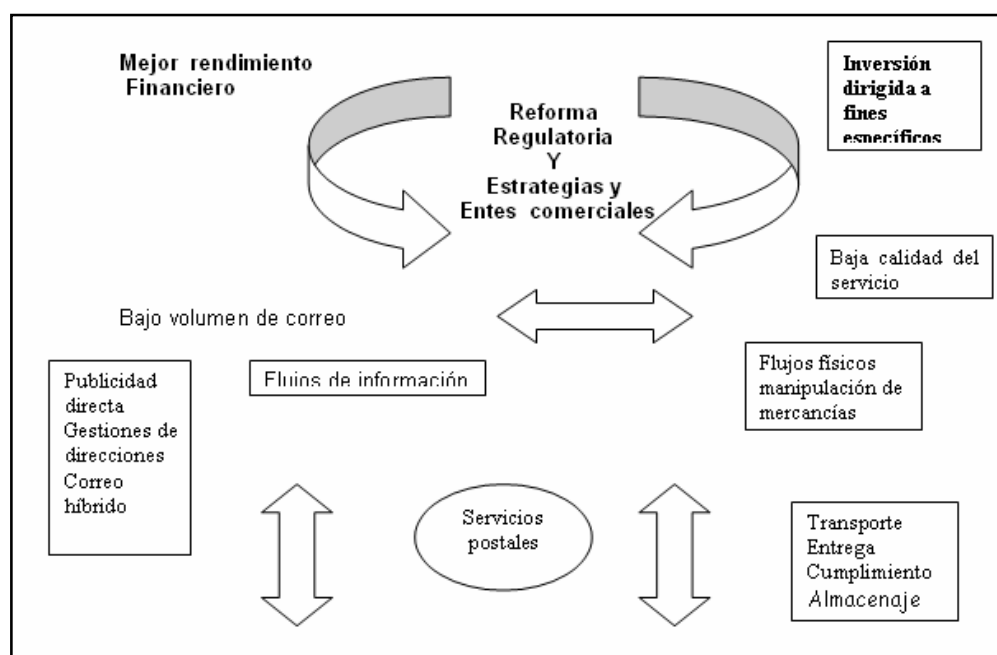 Mejor rendimiento
Financiero
Inversión
dirigida a
fines
específicos
Reforma
Regulatoria
Y
Estrategias y
Entes comerciales
Baja calidad del
servicio
Bajo volumen de correo
Flujos de información
Flujos físicos
manipulación de
mercancías
Publicidad
directa
Gestiones de
direcciones
Correo
híbrido
Servicios
postales
Transporte
Entrega
Cumplimiento
Almacenaje